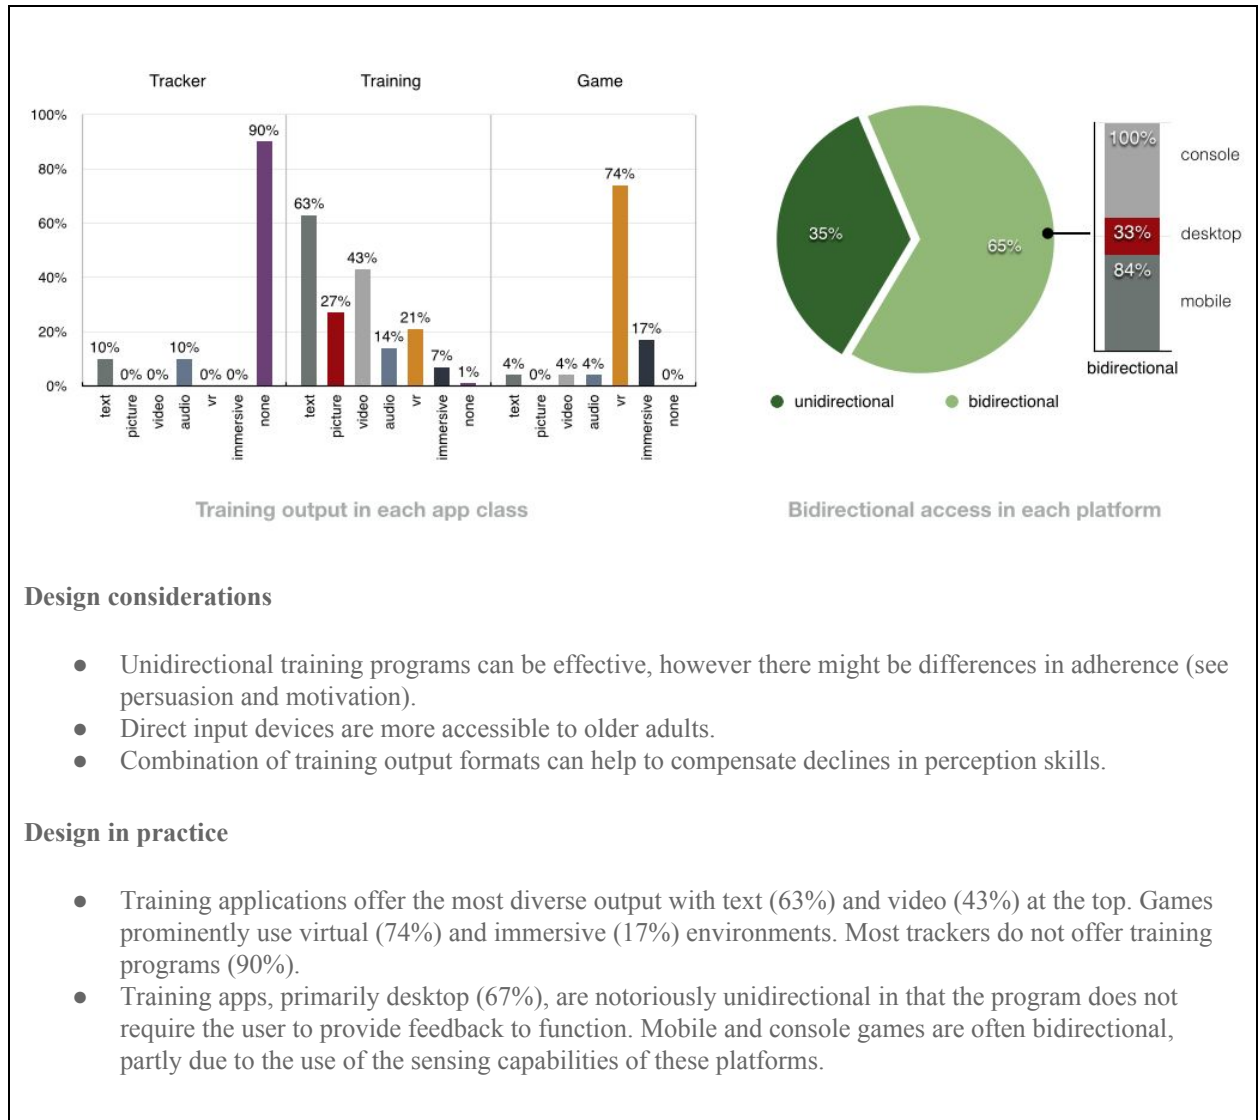 Tracker Training Game
100%
80%
60%
40%
20%
0%
10%
0%
0%
10%
0%
0%
90%
63%
27%
43%
14%
21%
7%
1%
4%
0%
4%
4%
74%
17%
0%
text
picture
video
audio
vr
immersive
none
text
picture
video
audio
vr
immersive
none
text
picture
video
audio
vr
immersive
none
Training output in each app class
35%
65%
100%
console
33%
desktop
84%
mobile
bidirectional
unidirectional bidirectional
Bidirectional access in each platform
Design considerations
● Unidirectional training programs can be effective, however there might be differences in adherence (see
persuasion and motivation).
● Direct input devices are more accessible to older adults.
● Combination of training output formats can help to compensate declines in perception skills.
Design in practice
● Training applications offer the most diverse output with text (63%) and video (43%) at the top. Games
prominently use virtual (74%) and immersive (17%) environments. Most trackers do not offer training
programs (90%).
● Training apps, primarily desktop (67%), are notoriously unidirectional in that the program does not
require the user to provide feedback to function. Mobile and console games are often bidirectional,
partly due to the use of the sensing capabilities of these platforms.